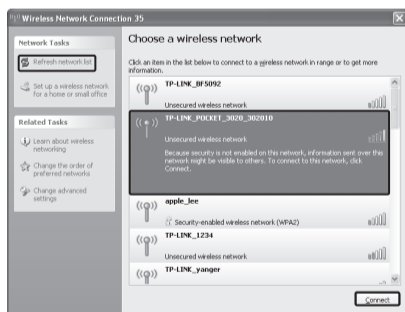 Wireless Network Connection 35
Network Tasks
Refresh network list
Set up a wireless network
for a home or small office
Related Tasks
Learn about wireless
networking
Change the order of
preferred networks
Change advanced
settings
Choose a wireless network
Click an item in the list below to connect to a wireless network in range or to get more
information.
TP-LINK_BF5092
Unsecured wireless network
TP-LINK_POCKET_3020_302010
Unsecured wireless network
Because security is not enabled on this network, information sent over this
network might be visible to others. To connect to this network, click
Connect.
apple_lee
Security-enabled wireless network (WPA2)
TP-LINK_1234
Unsecured wireless network
TP-LINK_yanger
Connect